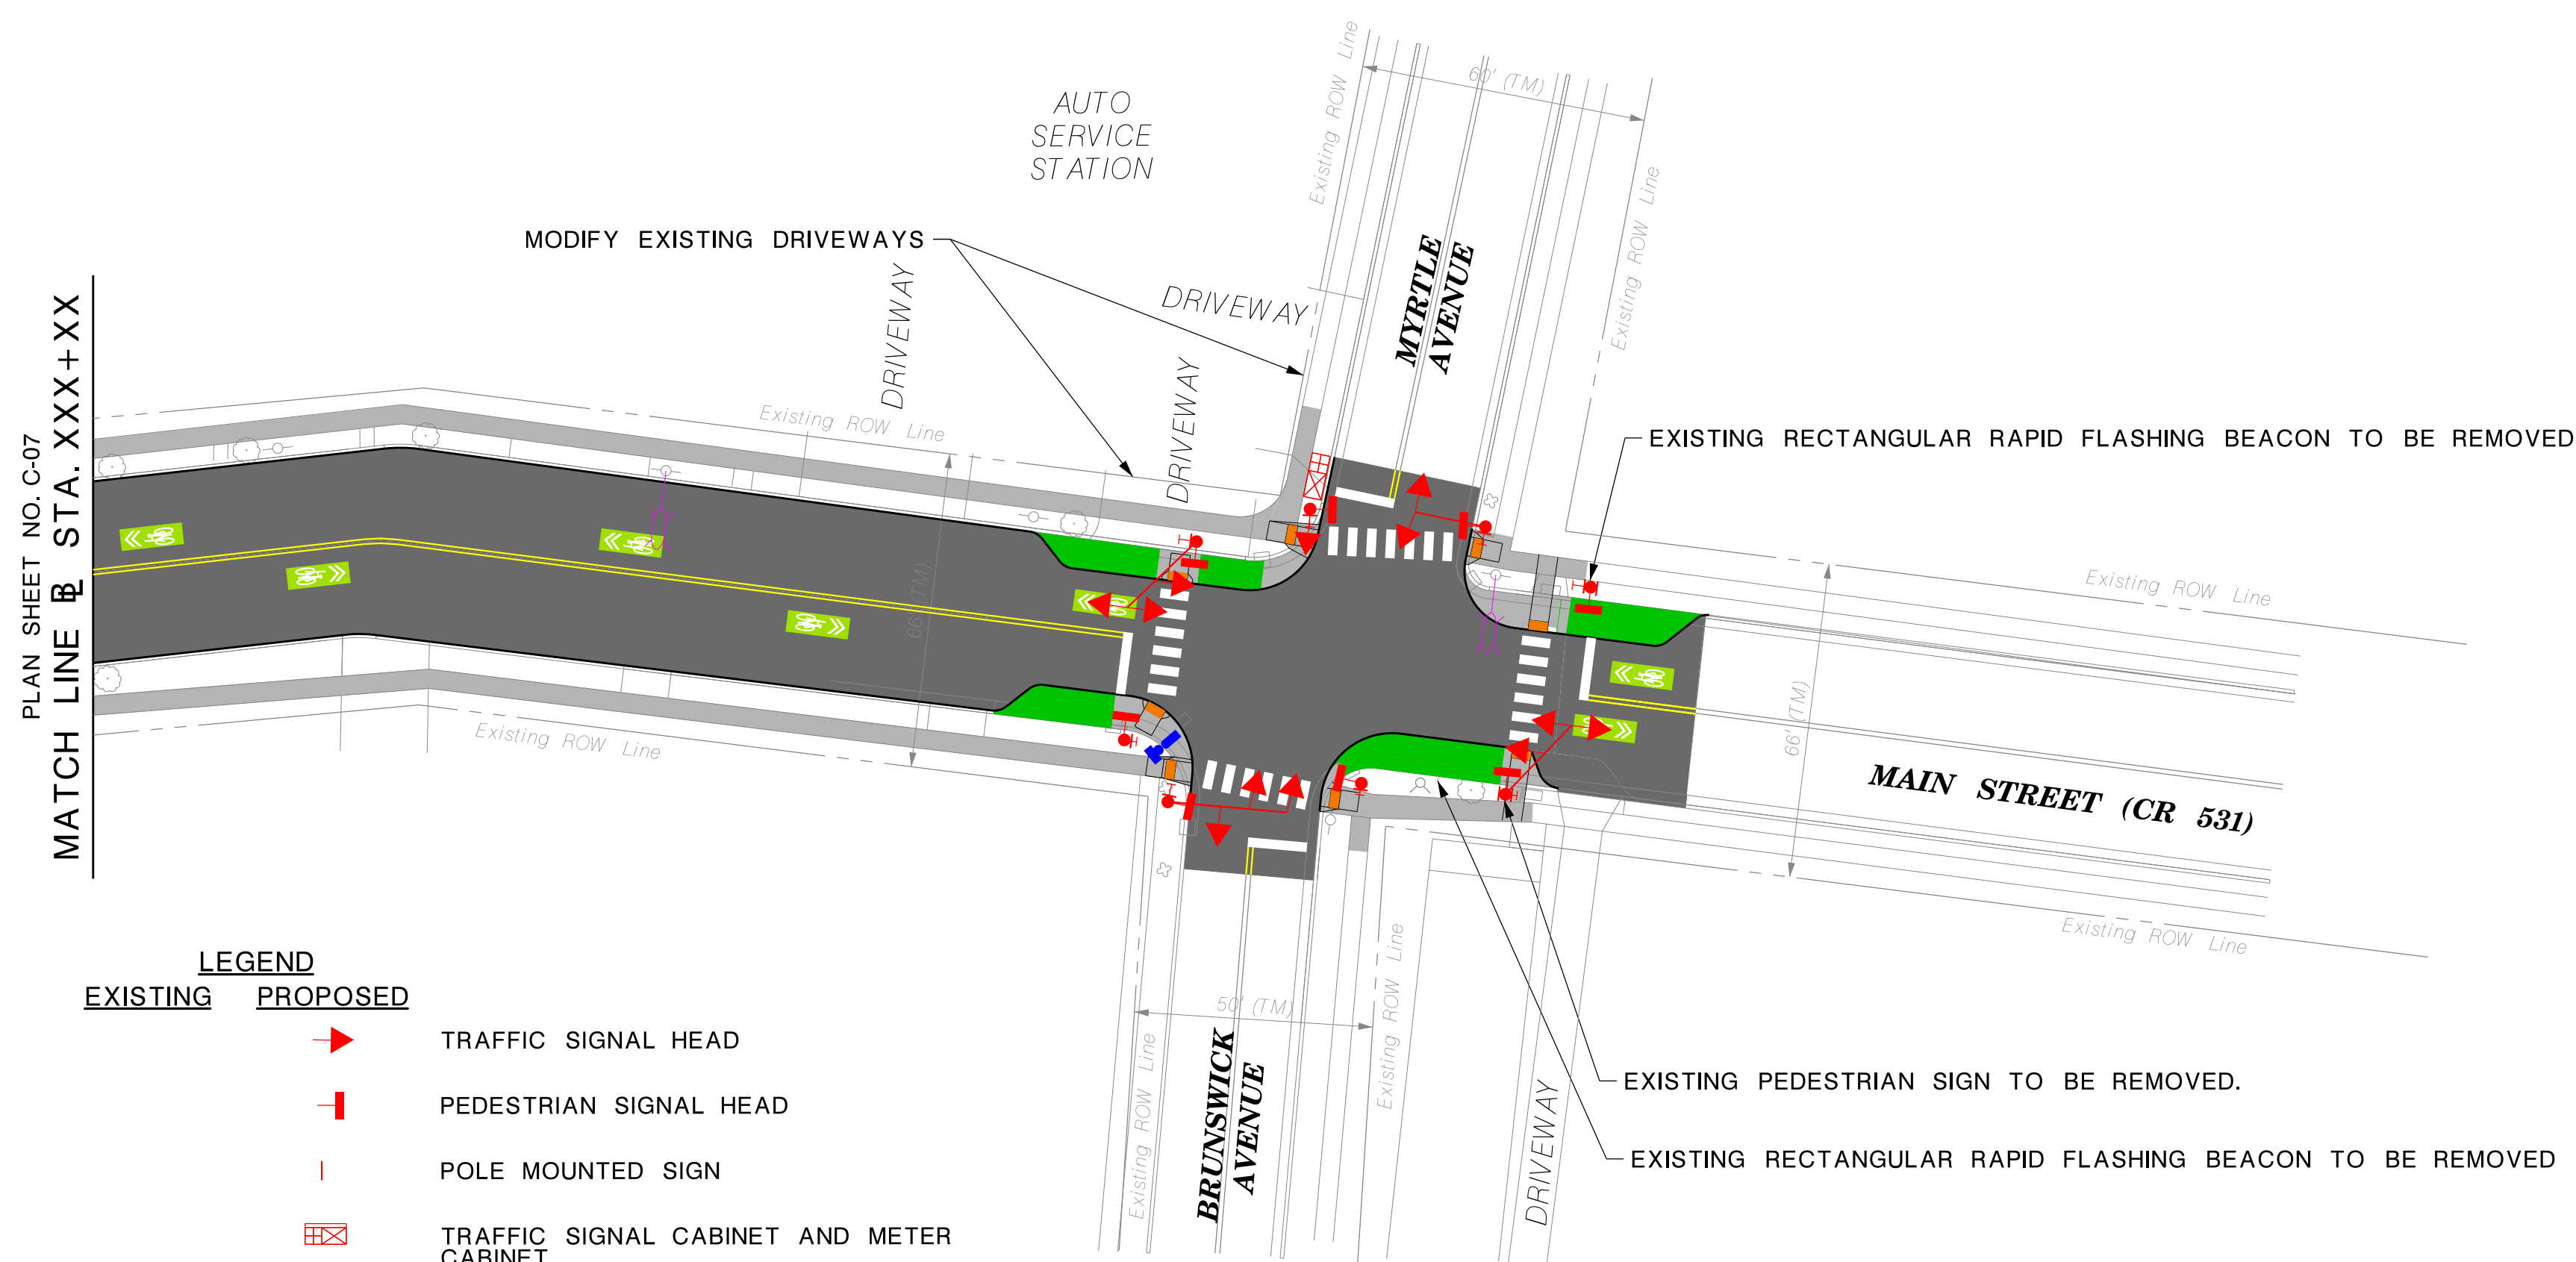 AUTO
SERVICE
STATION
60' (TM)
Existing ROW Line
Existing ROW Line
MODIFY EXISTING DRIVEWAYS
DRIVEWAY
DRIVEWAY
DRIVEWAY
MYRTLE
AVENUE
PLAN SHEET NO. C-07
MATCH LINE B STA. XXX+XX
Existing ROW Line
EXISTING RECTANGULAR RAPID FLASHING BEACON TO BE REMOVED
Existing ROW Line
66' (TM)
66' (TM)
Existing ROW Line
MAIN STREET (CR 531)
Existing ROW Line
LEGEND
EXISTING PROPOSED
TRAFFIC SIGNAL HEAD
PEDESTRIAN SIGNAL HEAD
POLE MOUNTED SIGN
TRAFFIC SIGNAL CABINET AND METER
CABINET
50' (TM)
Existing ROW Line
Existing ROW Line
BRUNSWICK
AVENUE
DRIVEWAY
EXISTING PEDESTRIAN SIGN TO BE REMOVED.
EXISTING RECTANGULAR RAPID FLASHING BEACON TO BE REMOVED